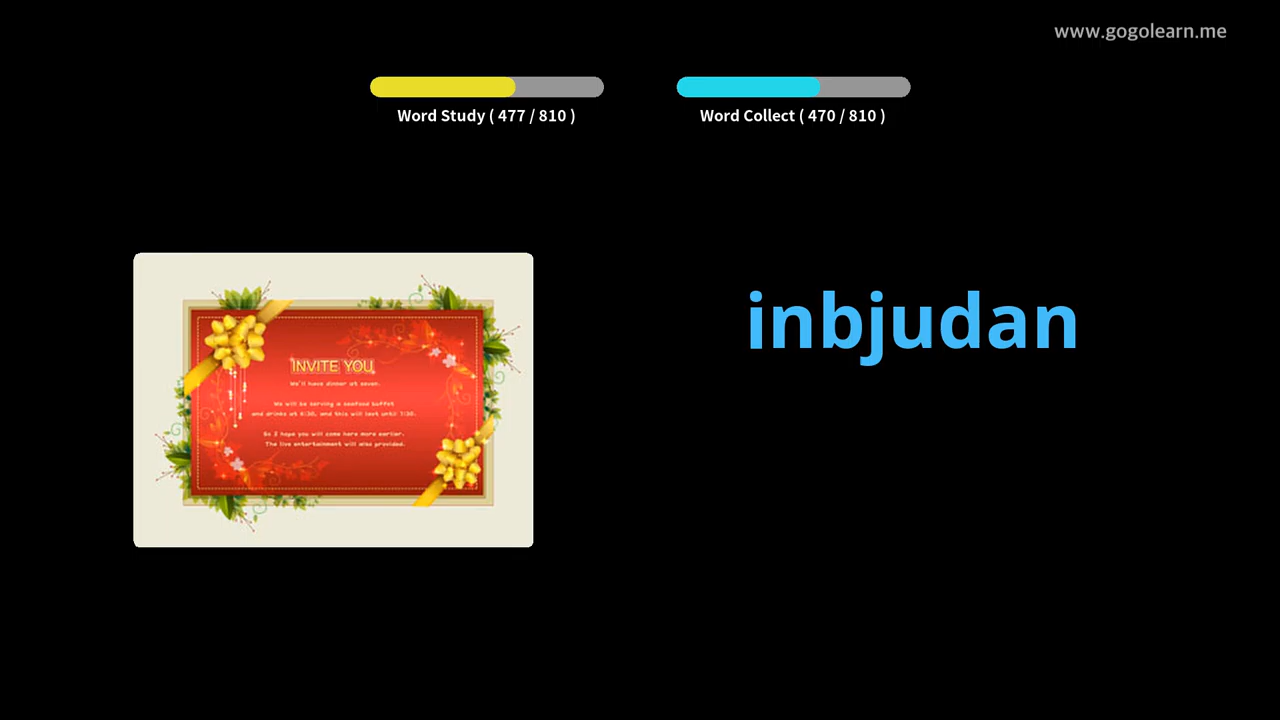 www.gogolearn.me
Word Study ( 477 / 810 )
Word Collect ( 470 / 810 )
INVITE YOU
We'll have dinner at seven.
We will be serving a seafood buffet
and drinks at 6:30, and this will last until 7:30.
So I hope you will come here more earlier.
The live entertainment will also provided.
inbjudan